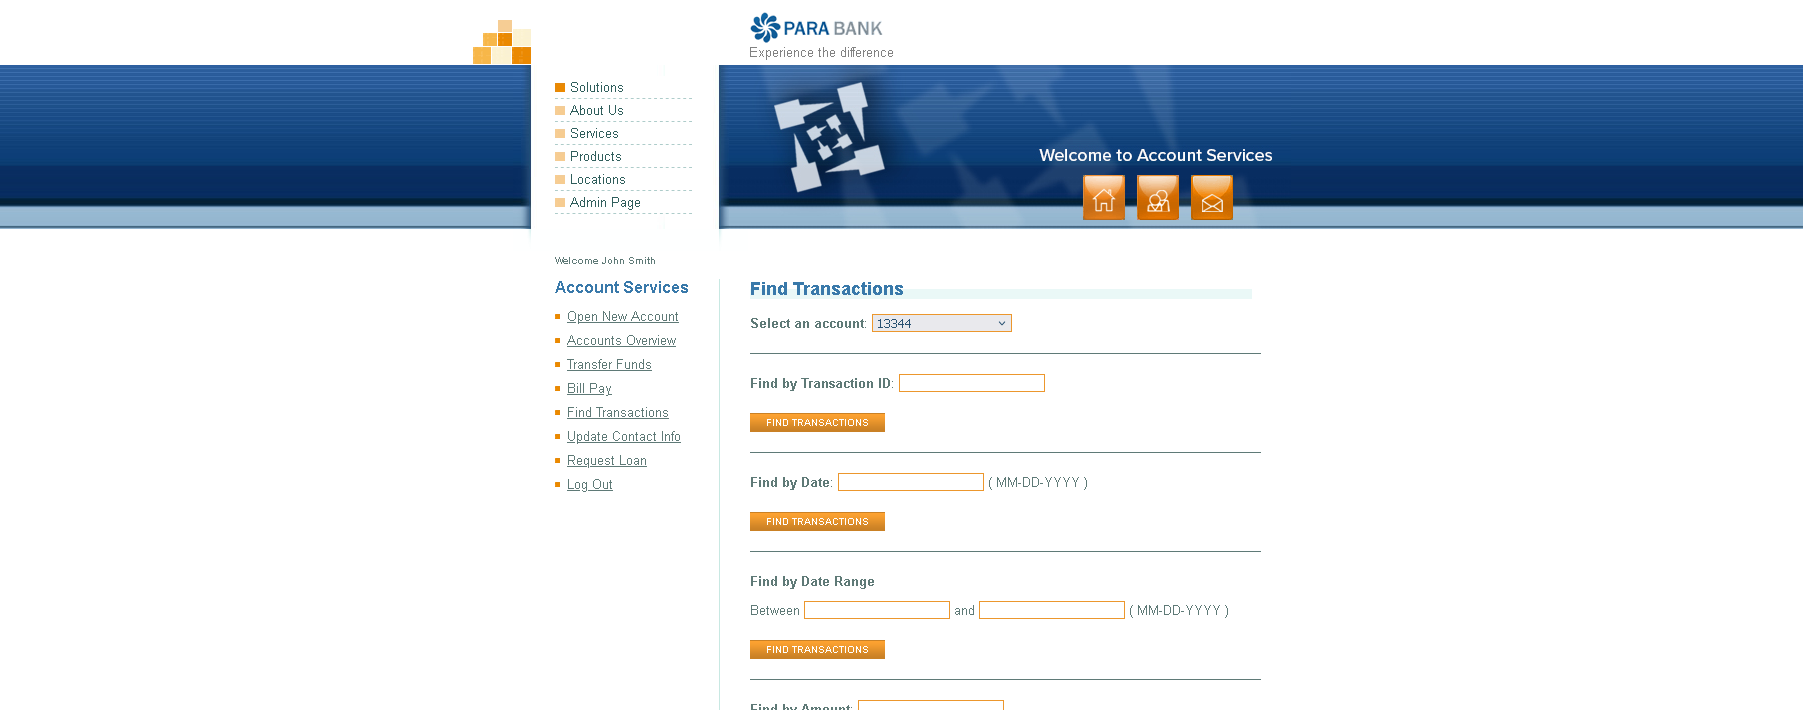 PARA BANK
Experience the difference
Solutions
About Us
Services
Products
Locations
Admin Page
Welcome to Account Services
Welcome John Smith
Account Services
Open New Account
Accounts Overview
Transfer Funds
Bill Pay
Find Transactions
Update Contact Info
Request Loan
Log Out
Find Transactions
Select an account: 13344
Find by Transaction ID:
FIND TRANSACTIONS
Find by Date: ( MM-DD-YYYY )
FIND TRANSACTIONS
Find by Date Range
Between and ( MM-DD-YYYY )
FIND TRANSACTIONS
Find by Amount: